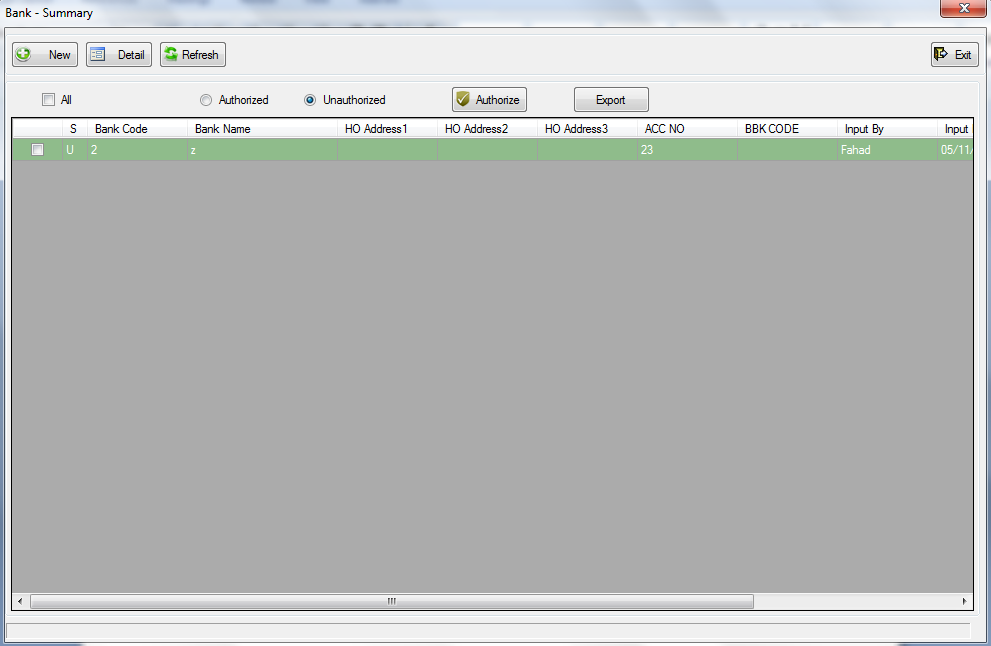 Bank - Summary
New Detail Refresh Exit
All Authorized Unauthorized Authorize Export
S Bank Code Bank Name HO Address1 HO Address2 HO Address3 ACC NO BBK CODE Input By Input
U 2 z 23 Fahad 05/11/